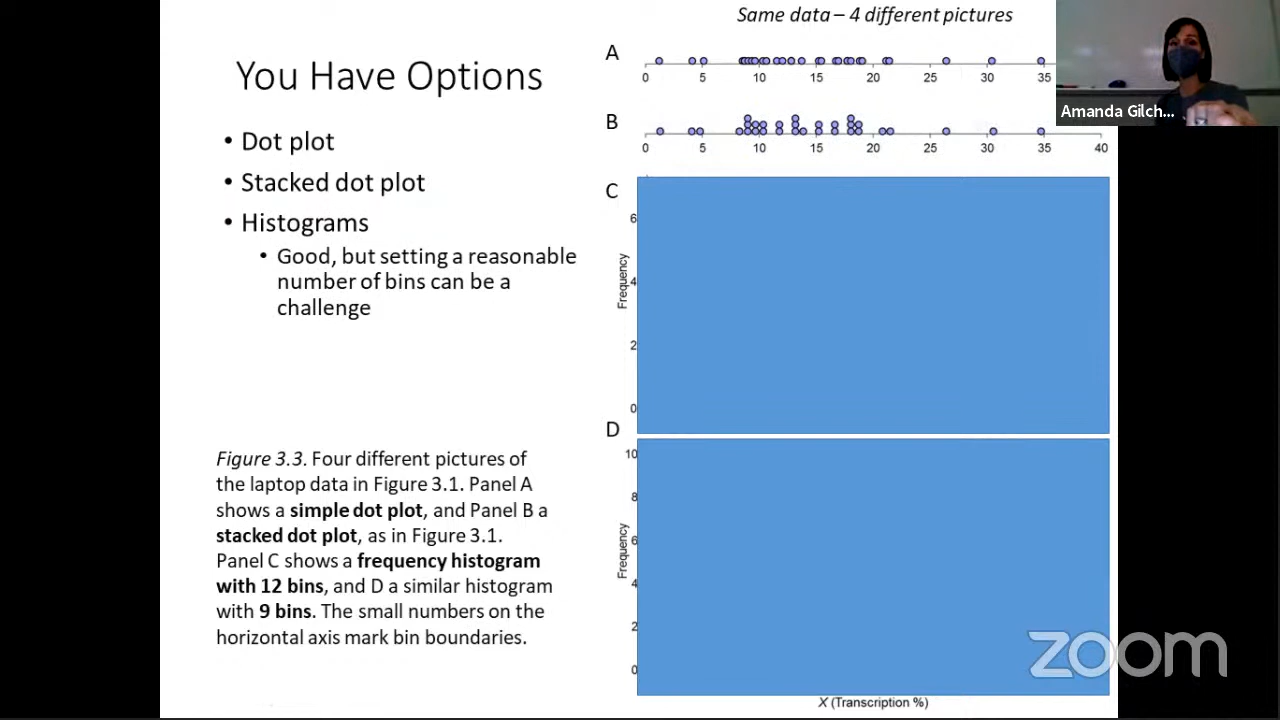 Same data – 4 different pictures
You Have Options
• Dot plot
• Stacked dot plot
• Histograms
• Good, but setting a reasonable
number of bins can be a
challenge
Figure 3.3. Four different pictures of
the laptop data in Figure 3.1. Panel A
shows a simple dot plot, and Panel B a
stacked dot plot, as in Figure 3.1.
Panel C shows a frequency histogram
with 12 bins, and D a similar histogram
with 9 bins. The small numbers on the
horizontal axis mark bin boundaries.
A
0 5 10 15 20 25 30 35
B
0 5 10 15 20 25 30 35 40
C
6
4
2
0
Frequency
D
10
8
6
4
2
0
Frequency
X (Transcription %)
Amanda Gilch...
zoom